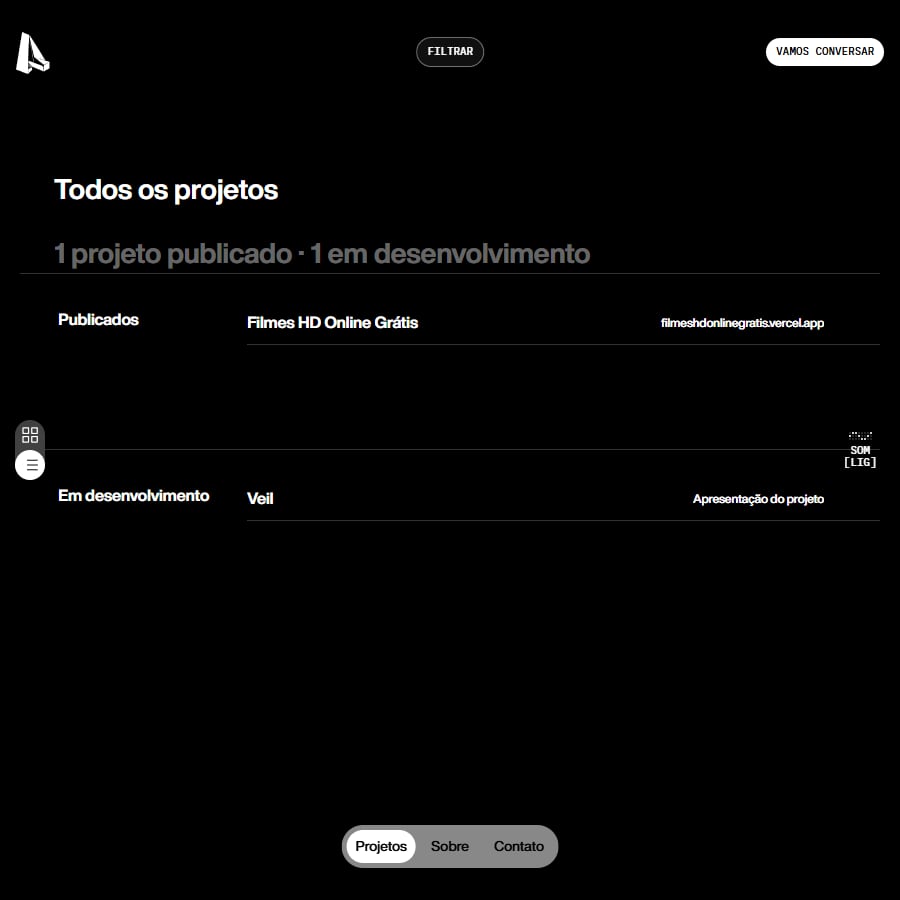 FILTRAR
VAMOS CONVERSAR
Todos os projetos
1 projeto publicado · 1 em desenvolvimento
Publicados
Filmes HD Online Grátis
filmeshdonlinegratis.vercel.app
SOM
[LIG]
Em desenvolvimento
Veil
Apresentação do projeto
Projetos
Sobre
Contato